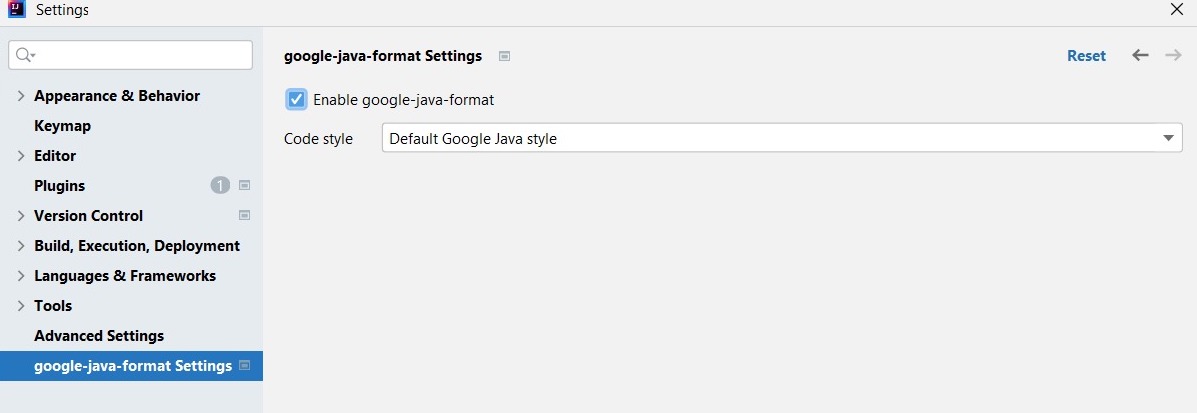 Settings
google-java-format Settings
Reset
Enable google-java-format
Code style
Default Google Java style
Appearance & Behavior
Keymap
Editor
Plugins
1
Version Control
Build, Execution, Deployment
Languages & Frameworks
Tools
Advanced Settings
google-java-format Settings